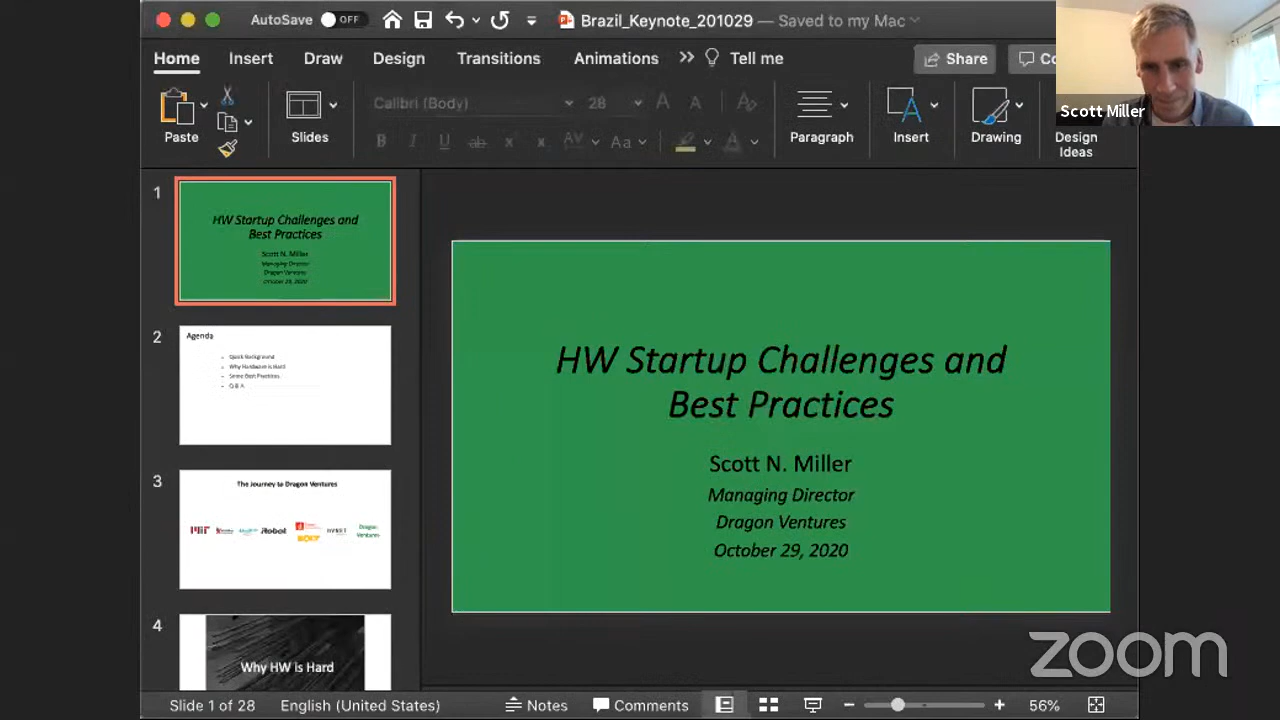 AutoSave OFF
Brazil_Keynote_201029 — Saved to my Mac
Home Insert Draw Design Transitions Animations Tell me Share Co
Scott Miller
Calibri (Body) 28
Paste Slides Paragraph Insert Drawing Design
Ideas
1
HW Startup Challenges and
Best Practices
Scott N. Miller
Managing Director
Dragon Ventures
October 29, 2020
2
Agenda
Quick Background
Why Hardware is Hard
Some Best Practices
Q & A
3
The Journey to Dragon Ventures
MIT
iRobot
BOLT
Dragon
Ventures
4
Why HW is Hard
HW Startup Challenges and
Best Practices
Scott N. Miller
Managing Director
Dragon Ventures
October 29, 2020
zoom
Slide 1 of 28 English (United States) Notes Comments 56%